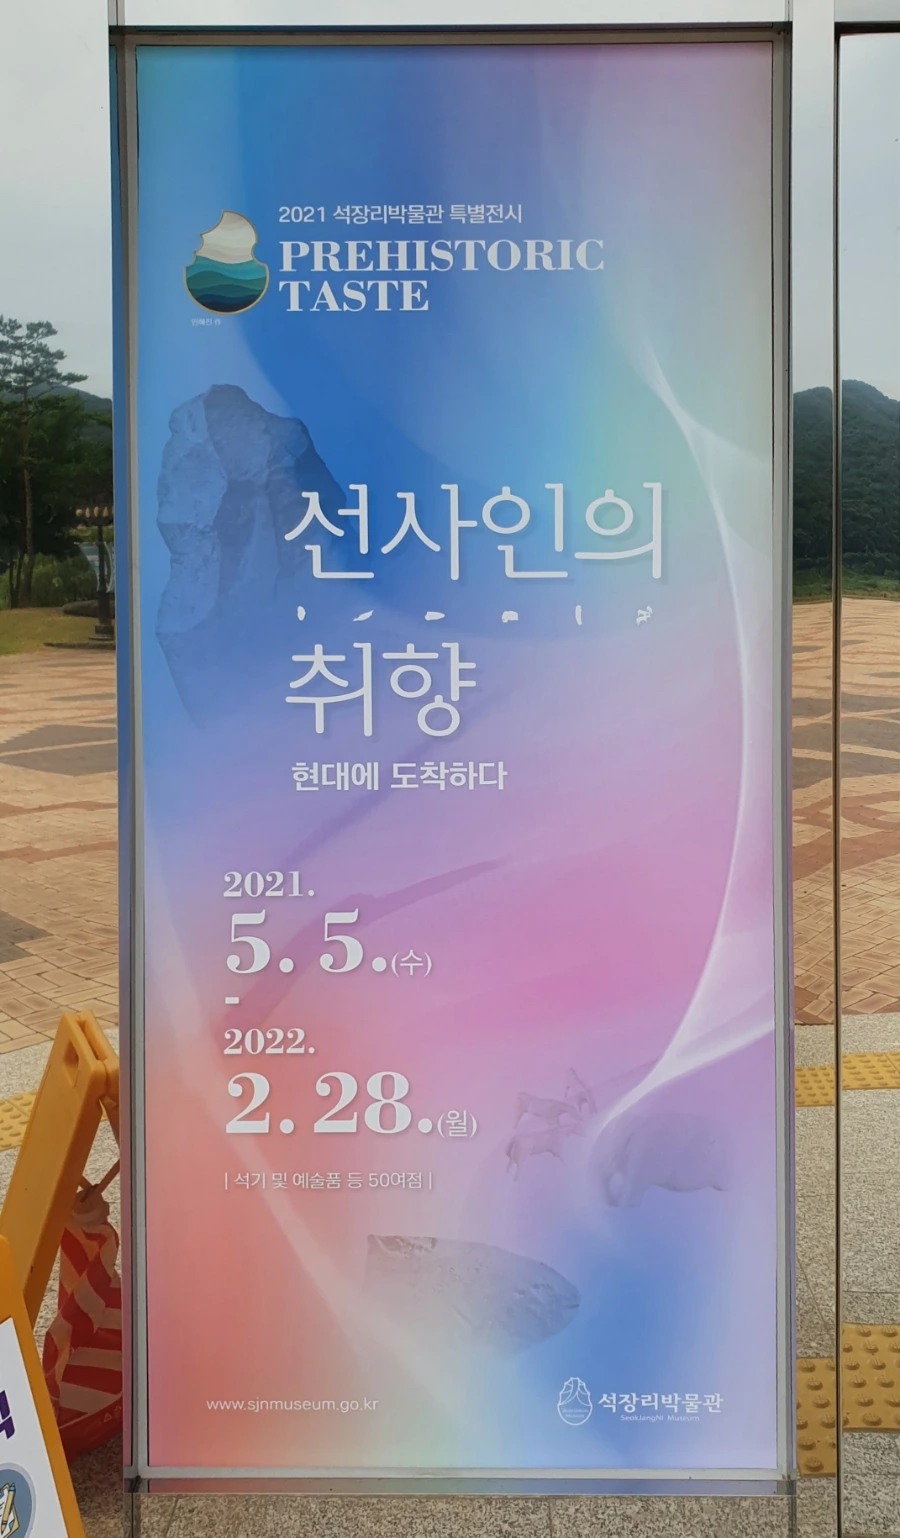 2021 석장리박물관 특별전시
PREHISTORIC
TASTE
선사인의
취향
현대에 도착하다
2021.
5. 5.(수)
-
2022.
2. 28.(월)
| 석기 및 예술품 등 50여점 |
www.sjnmuseum.go.kr
석장리박물관
SeokJangNi Museum